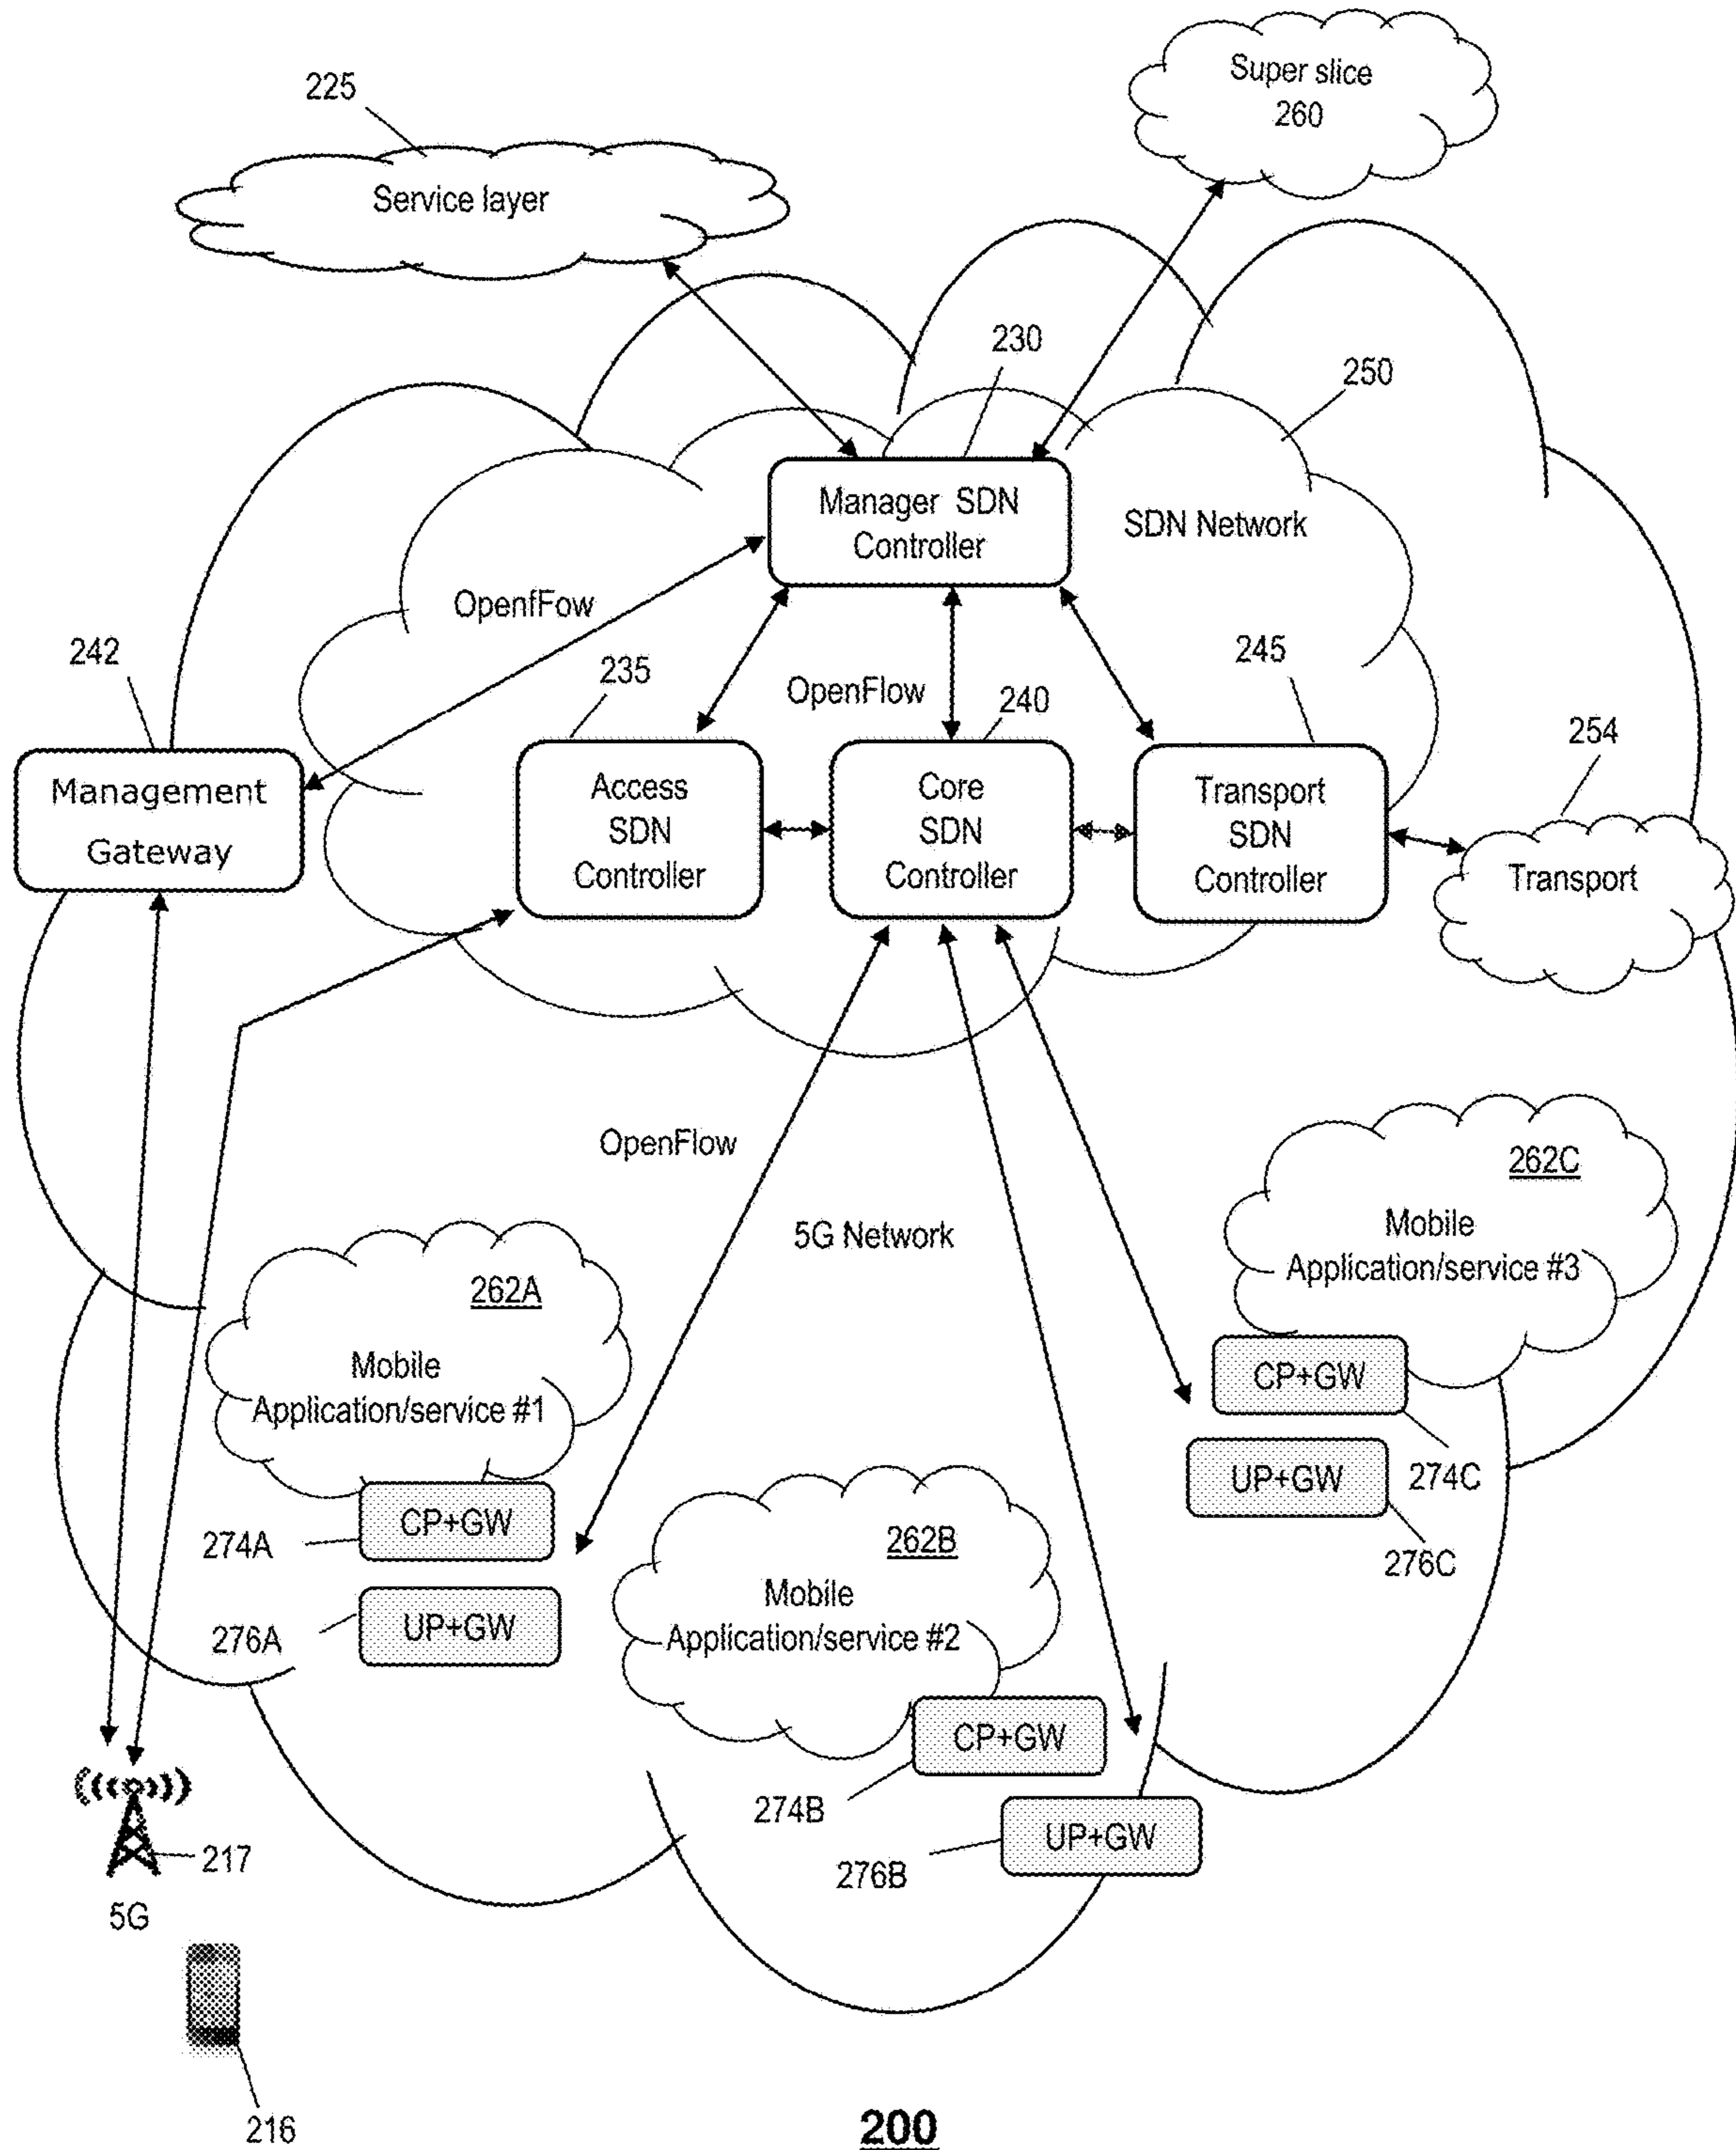 Super slice
260
225
Service layer
230
250
Manager SDN
Controller
SDN Network
OpenfFow
242
235
245
OpenFlow
240
254
Management
Gateway
Access
SDN
Controller
Core
SDN
Controller
Transport
SDN
Controller
Transport
OpenFlow
262C
5G Network
Mobile
Application/service #3
262A
Mobile
Application/service #1
CP+GW
UP+GW
274C
CP+GW
274A
262B
276C
Mobile
Application/service #2
UP+GW
276A
CP+GW
274B
UP+GW
276B
217
5G
216
200